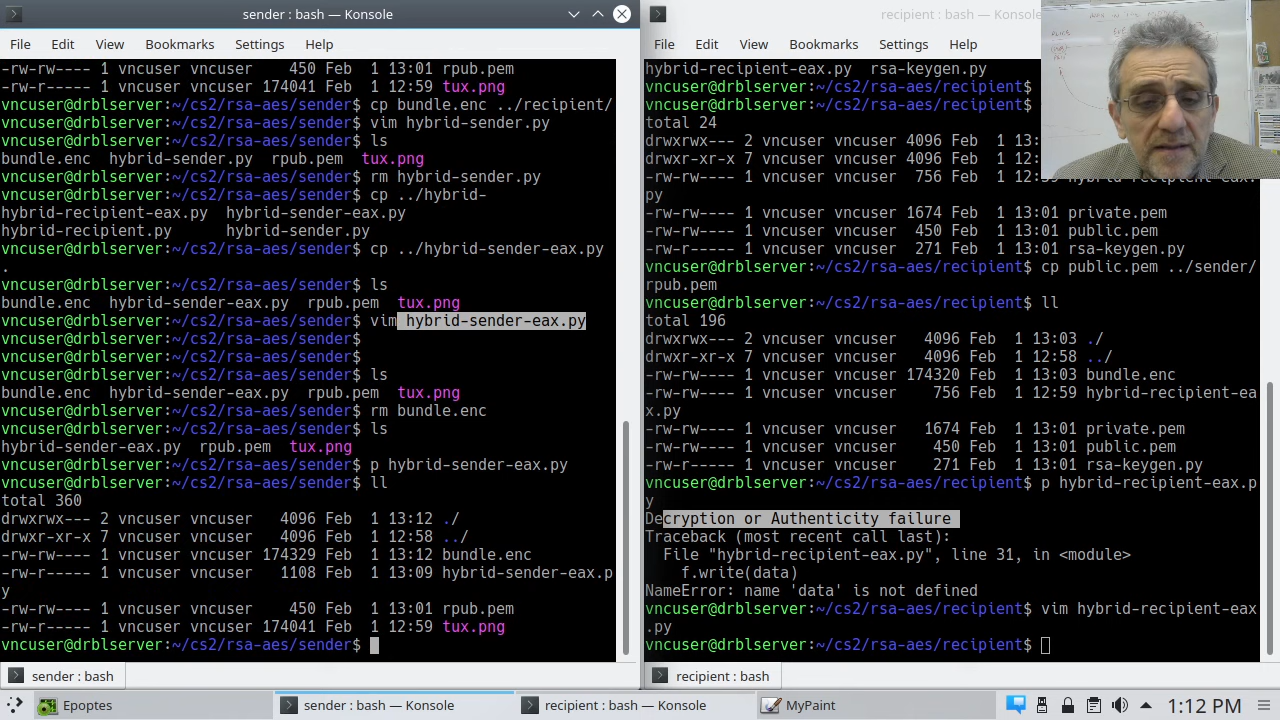 sender : bash — Konsole
File Edit View Bookmarks Settings Help
-rw-rw---- 1 vncuser vncuser    450 Feb  1 13:01 rpub.pem
-rw-r----- 1 vncuser vncuser 174041 Feb  1 12:59 tux.png
vncuser@drblserver:~/cs2/rsa-aes/sender$ cp bundle.enc ../recipient/
vncuser@drblserver:~/cs2/rsa-aes/sender$ vim hybrid-sender.py
vncuser@drblserver:~/cs2/rsa-aes/sender$ ls
bundle.enc  hybrid-sender.py  rpub.pem  tux.png
vncuser@drblserver:~/cs2/rsa-aes/sender$ rm hybrid-sender.py
vncuser@drblserver:~/cs2/rsa-aes/sender$ cp ../hybrid-
hybrid-recipient-eax.py  hybrid-sender-eax.py
hybrid-recipient.py      hybrid-sender.py
vncuser@drblserver:~/cs2/rsa-aes/sender$ cp ../hybrid-sender-eax.py
.
vncuser@drblserver:~/cs2/rsa-aes/sender$ ls
bundle.enc  hybrid-sender-eax.py  rpub.pem  tux.png
vncuser@drblserver:~/cs2/rsa-aes/sender$ vim hybrid-sender-eax.py
vncuser@drblserver:~/cs2/rsa-aes/sender$
vncuser@drblserver:~/cs2/rsa-aes/sender$
vncuser@drblserver:~/cs2/rsa-aes/sender$ ls
bundle.enc  hybrid-sender-eax.py  rpub.pem  tux.png
vncuser@drblserver:~/cs2/rsa-aes/sender$ rm bundle.enc
vncuser@drblserver:~/cs2/rsa-aes/sender$ ls
hybrid-sender-eax.py  rpub.pem  tux.png
vncuser@drblserver:~/cs2/rsa-aes/sender$ p hybrid-sender-eax.py
vncuser@drblserver:~/cs2/rsa-aes/sender$ ll
total 360
drwxrwx--- 2 vncuser vncuser   4096 Feb  1 13:12 ./
drwxr-xr-x 7 vncuser vncuser   4096 Feb  1 12:58 ../
-rw-rw---- 1 vncuser vncuser 174329 Feb  1 13:12 bundle.enc
-rw-r----- 1 vncuser vncuser   1108 Feb  1 13:09 hybrid-sender-eax.p
y
-rw-rw---- 1 vncuser vncuser    450 Feb  1 13:01 rpub.pem
-rw-r----- 1 vncuser vncuser 174041 Feb  1 12:59 tux.png
vncuser@drblserver:~/cs2/rsa-aes/sender$
sender : bash
recipient : bash — Konsole
File Edit View Bookmarks Settings Help
hybrid-recipient-eax.py  rsa-keygen.py
vncuser@drblserver:~/cs2/rsa-aes/recipient$
vncuser@drblserver:~/cs2/rsa-aes/recipient$
total 24
drwxrwx--- 2 vncuser vncuser 4096 Feb  1 13:
drwxr-xr-x 7 vncuser vncuser 4096 Feb  1 12:
-rw-rw---- 1 vncuser vncuser  756 Feb  1 12:59 hybrid-recipient-eax.
py
-rw-rw---- 1 vncuser vncuser 1674 Feb  1 13:01 private.pem
-rw-rw---- 1 vncuser vncuser  450 Feb  1 13:01 public.pem
-rw-rw-r----- 1 vncuser vncuser  271 Feb  1 13:01 rsa-keygen.py
vncuser@drblserver:~/cs2/rsa-aes/recipient$ cp public.pem ../sender/
rpub.pem
vncuser@drblserver:~/cs2/rsa-aes/recipient$ ll
total 196
drwxrwx--- 2 vncuser vncuser   4096 Feb  1 13:03 ./
drwxr-xr-x 7 vncuser vncuser   4096 Feb  1 12:58 ../
-rw-rw---- 1 vncuser vncuser 174320 Feb  1 13:03 bundle.enc
-rw-rw---- 1 vncuser vncuser    756 Feb  1 12:59 hybrid-recipient-ea
x.py
-rw-rw---- 1 vncuser vncuser   1674 Feb  1 13:01 private.pem
-rw-rw---- 1 vncuser vncuser    450 Feb  1 13:01 public.pem
-rw-r----- 1 vncuser vncuser    271 Feb  1 13:01 rsa-keygen.py
vncuser@drblserver:~/cs2/rsa-aes/recipient$ p hybrid-recipient-eax.p
y
Decryption or Authenticity failure
Traceback (most recent call last):
  File "hybrid-recipient-eax.py", line 31, in <module>
    f.write(data)
NameError: name 'data' is not defined
vncuser@drblserver:~/cs2/rsa-aes/recipient$ vim hybrid-recipient-eax
.py
vncuser@drblserver:~/cs2/rsa-aes/recipient$
recipient : bash
Epoptes
sender : bash — Konsole
recipient : bash — Konsole
MyPaint
1:12 PM